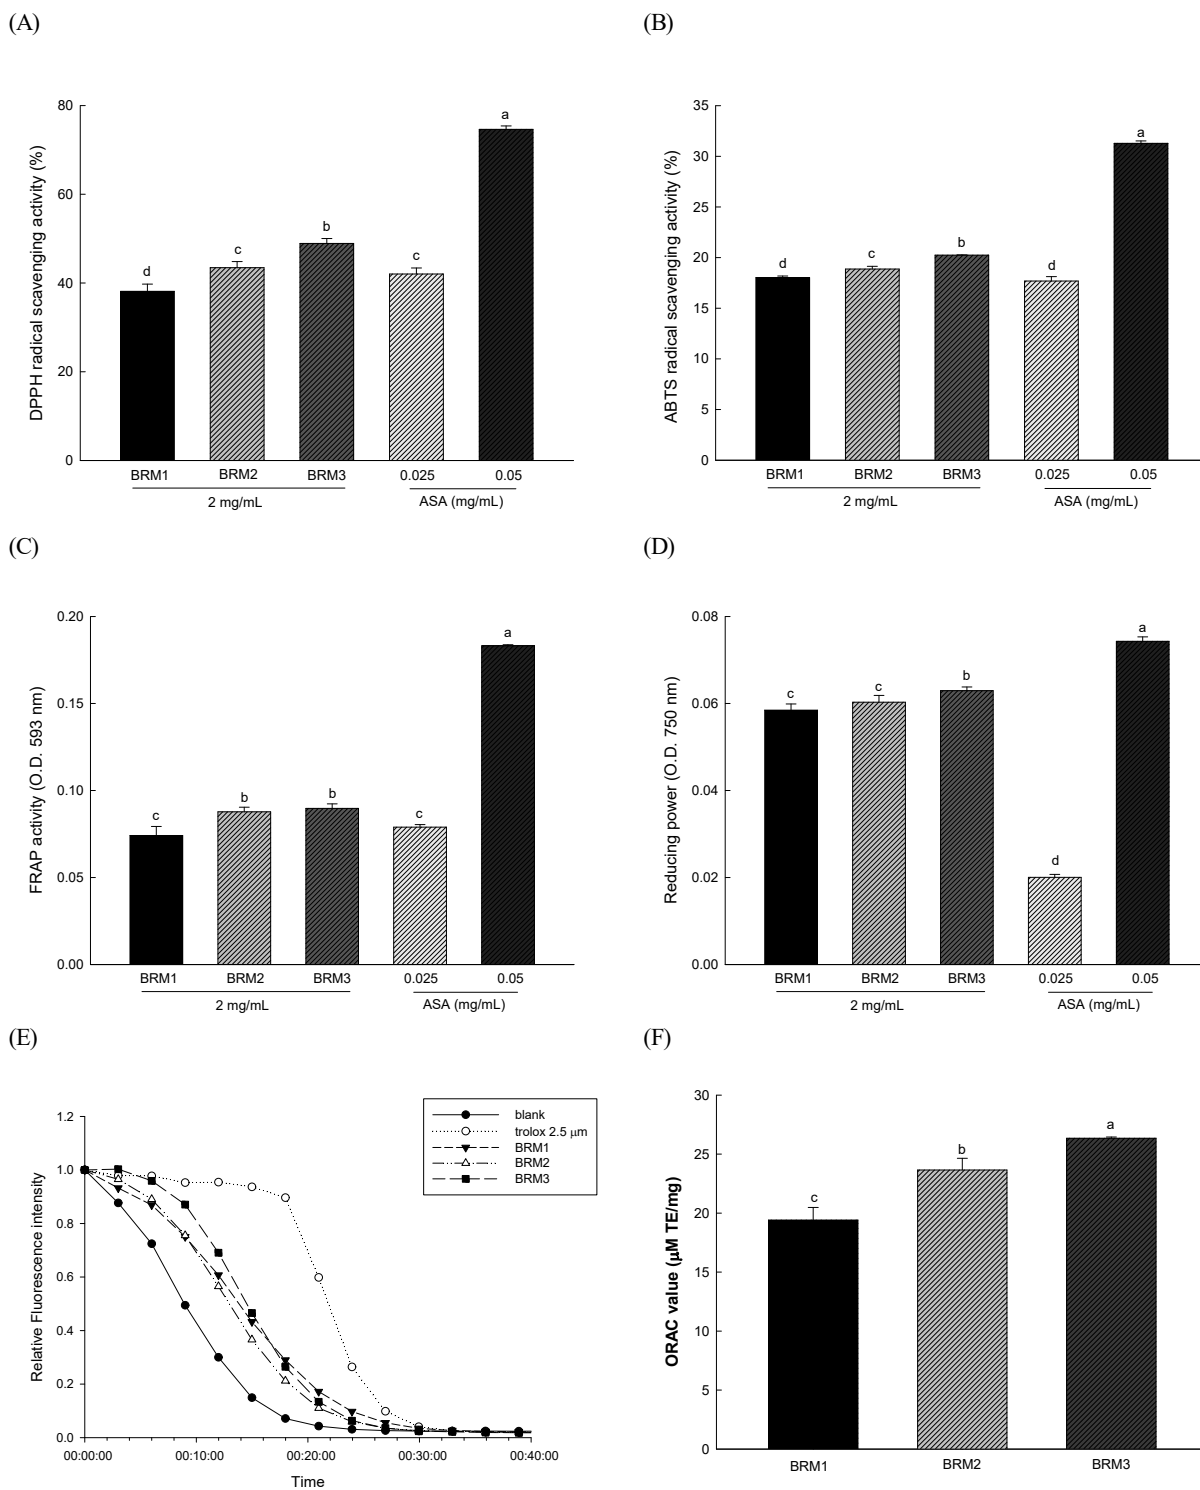 (A)
(B)
DPPH radical scavenging activity (%)
80
60
40
20
0
a
b
c
c
d
BRM1 BRM2 BRM3 0.025 0.05
2 mg/mL ASA (mg/mL)
ABTS radical scavenging activity (%)
35
30
25
20
15
10
5
0
a
b
c
d
d
BRM1 BRM2 BRM3 0.025 0.05
2 mg/mL ASA (mg/mL)
(C)
(D)
FRAP activity (O.D. 593 nm)
0.20
0.15
0.10
0.05
0.00
a
b
b
c
c
BRM1 BRM2 BRM3 0.025 0.05
2 mg/mL ASA (mg/mL)
Reducing power (O.D. 750 nm)
0.08
0.06
0.04
0.02
0.00
a
b
c
c
d
BRM1 BRM2 BRM3 0.025 0.05
2 mg/mL ASA (mg/mL)
(E)
(F)
Relative Fluorescence intensity
1.2
1.0
0.8
0.6
0.4
0.2
0.0
blank
trolox 2.5 μm
BRM1
BRM2
BRM3
00:00:00 00:10:00 00:20:00 00:30:00 00:40:00
Time
ORAC value (μM TE/mg)
30
25
20
15
10
5
0
a
b
c
BRM1 BRM2 BRM3